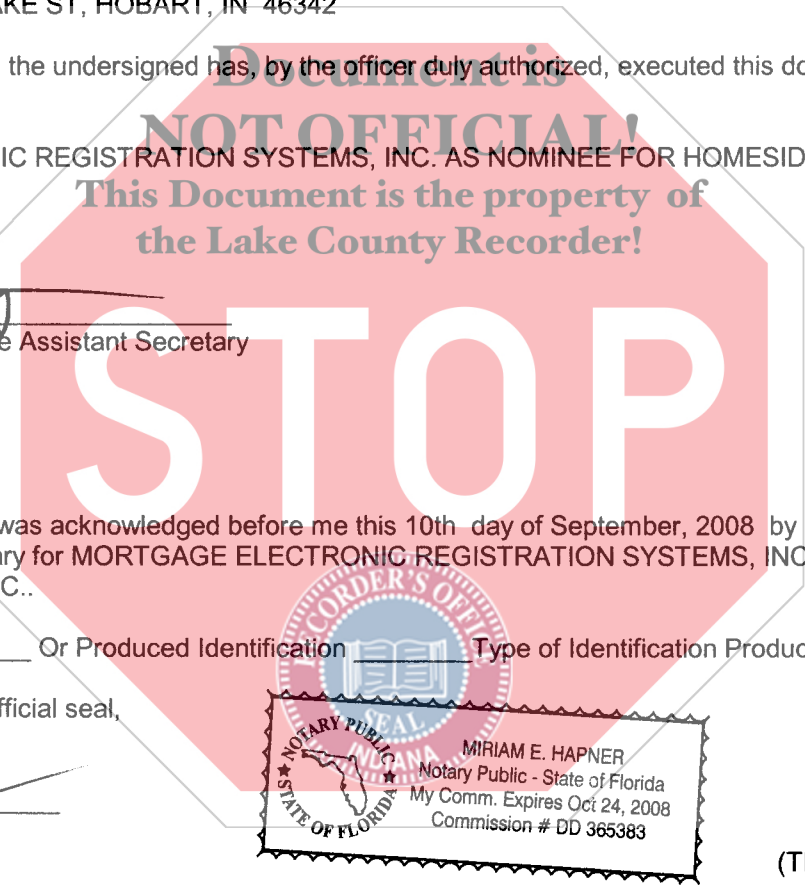 AKE ST, HOBART, IN 46342
the undersigned has, by the officer duly authorized, executed this do
Document is
NOT OFFICIAL!
IC REGISTRATION SYSTEMS, INC. AS NOMINEE FOR HOMESID
This Document is the property of
the Lake County Recorder!
e Assistant Secretary
STOP
was acknowledged before me this 10th day of September, 2008 by
ary for MORTGAGE ELECTRONIC REGISTRATION SYSTEMS, INC
C..
RECORDER'S OFFICE
Or Produced Identification Type of Identification Produc
fficial seal,
SEAL
INDIANA
NOTARY PUBLIC
STATE OF FLORIDA
MIRIAM E. HAPNER
Notary Public - State of Florida
My Comm. Expires Oct 24, 2008
Commission # DD 365383